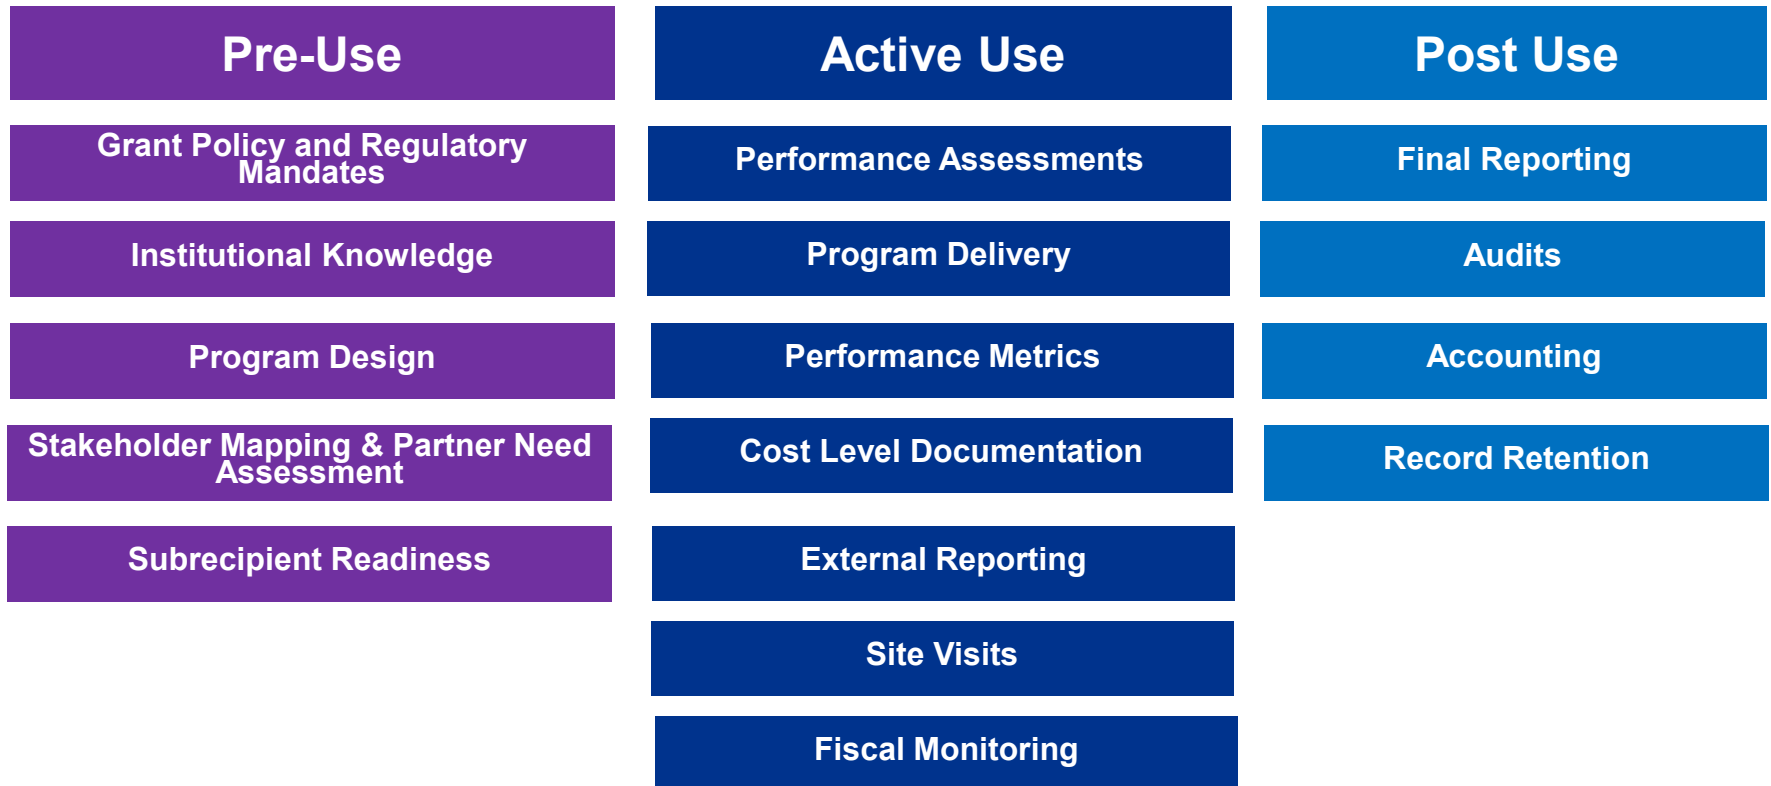 Pre-Use
Grant Policy and Regulatory
Mandates
Institutional Knowledge
Program Design
Stakeholder Mapping & Partner Need
Assessment
Subrecipient Readiness
Active Use
Performance Assessments
Program Delivery
Performance Metrics
Cost Level Documentation
External Reporting
Site Visits
Fiscal Monitoring
Post Use
Final Reporting
Audits
Accounting
Record Retention